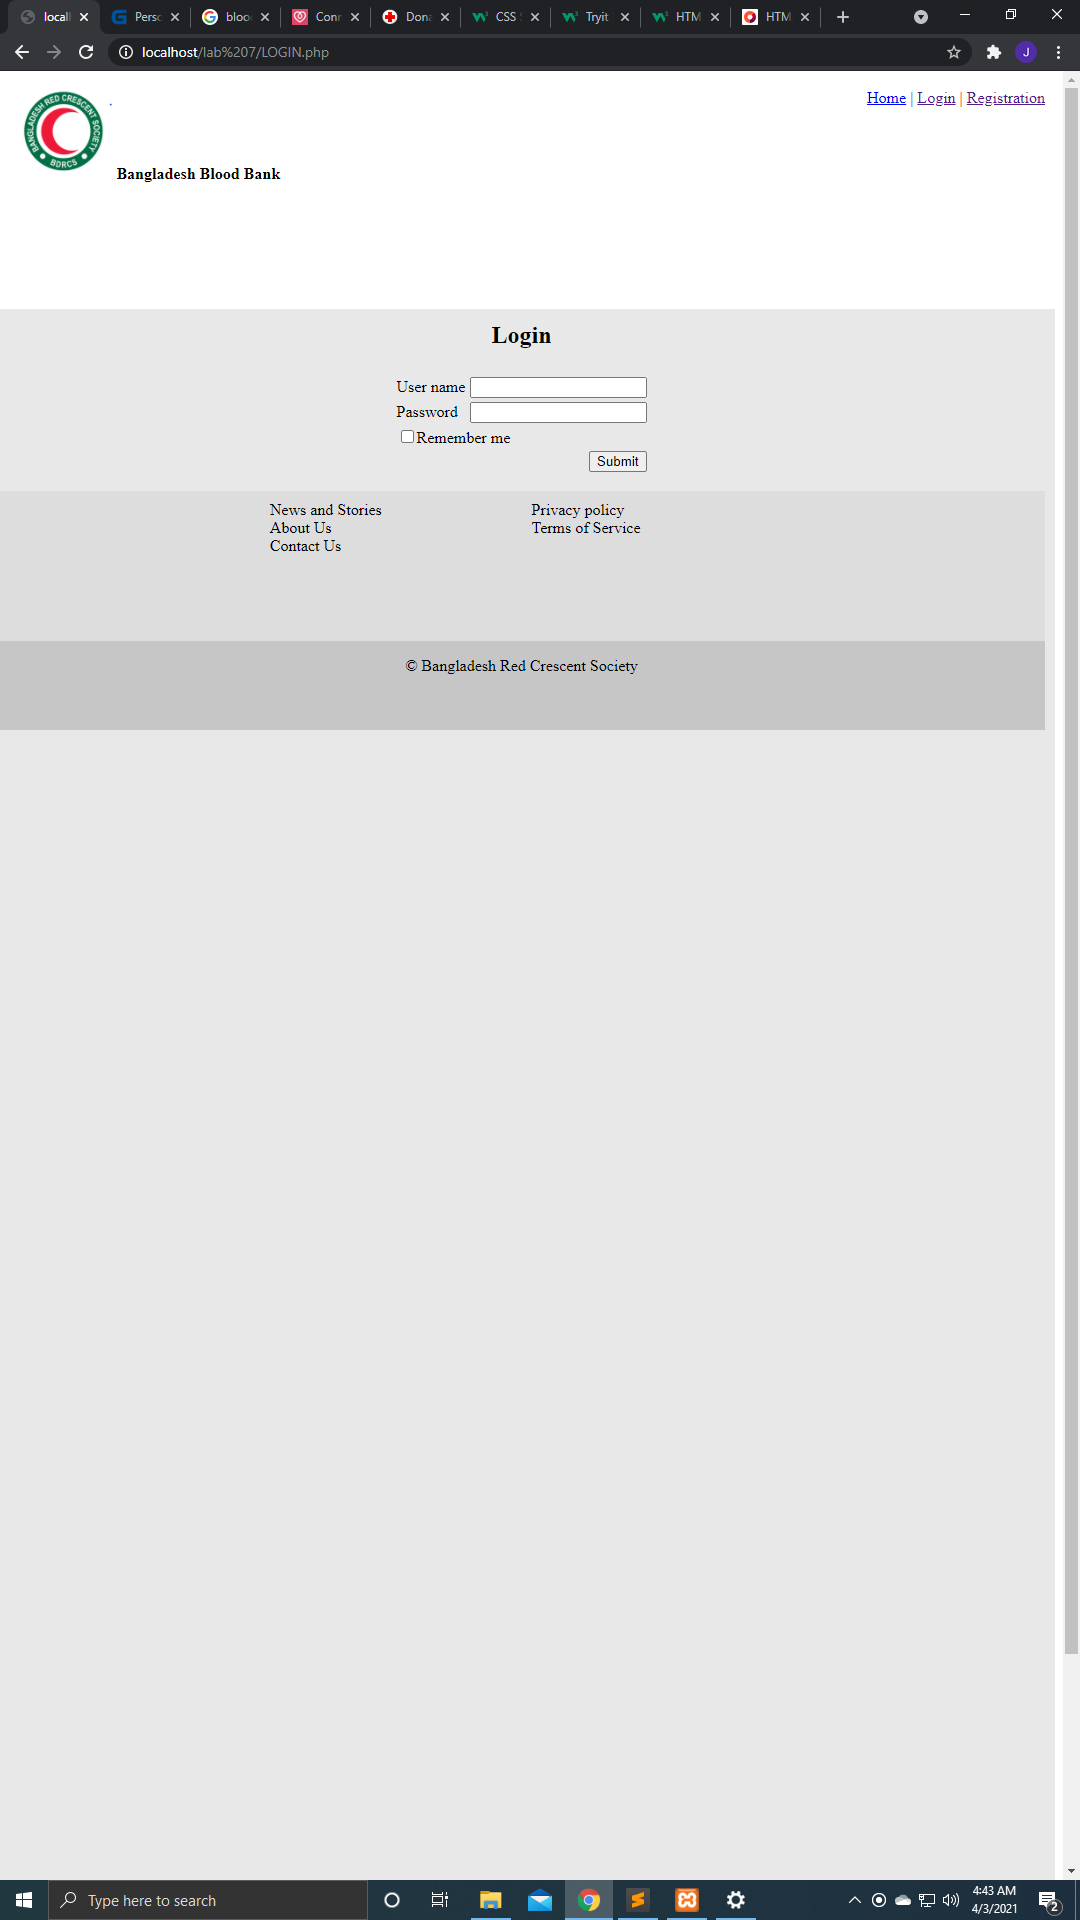 locall
Pers
bloo
Conr
Don
CSS
Tryit
HTM
HTM
localhost/lab%207/LOGIN.php
J
Home | Login | Registration
BANGLADESH RED CRESCENT SOCIETY
BDRCS
Bangladesh Blood Bank
Login
User name
Password
Remember me
Submit
News and Stories Privacy policy
About Us Terms of Service
Contact Us
© Bangladesh Red Crescent Society
Type here to search
4:43 AM
4/3/2021
2